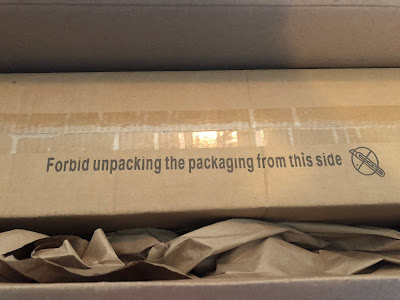 Forbid unpacking the packaging from this side